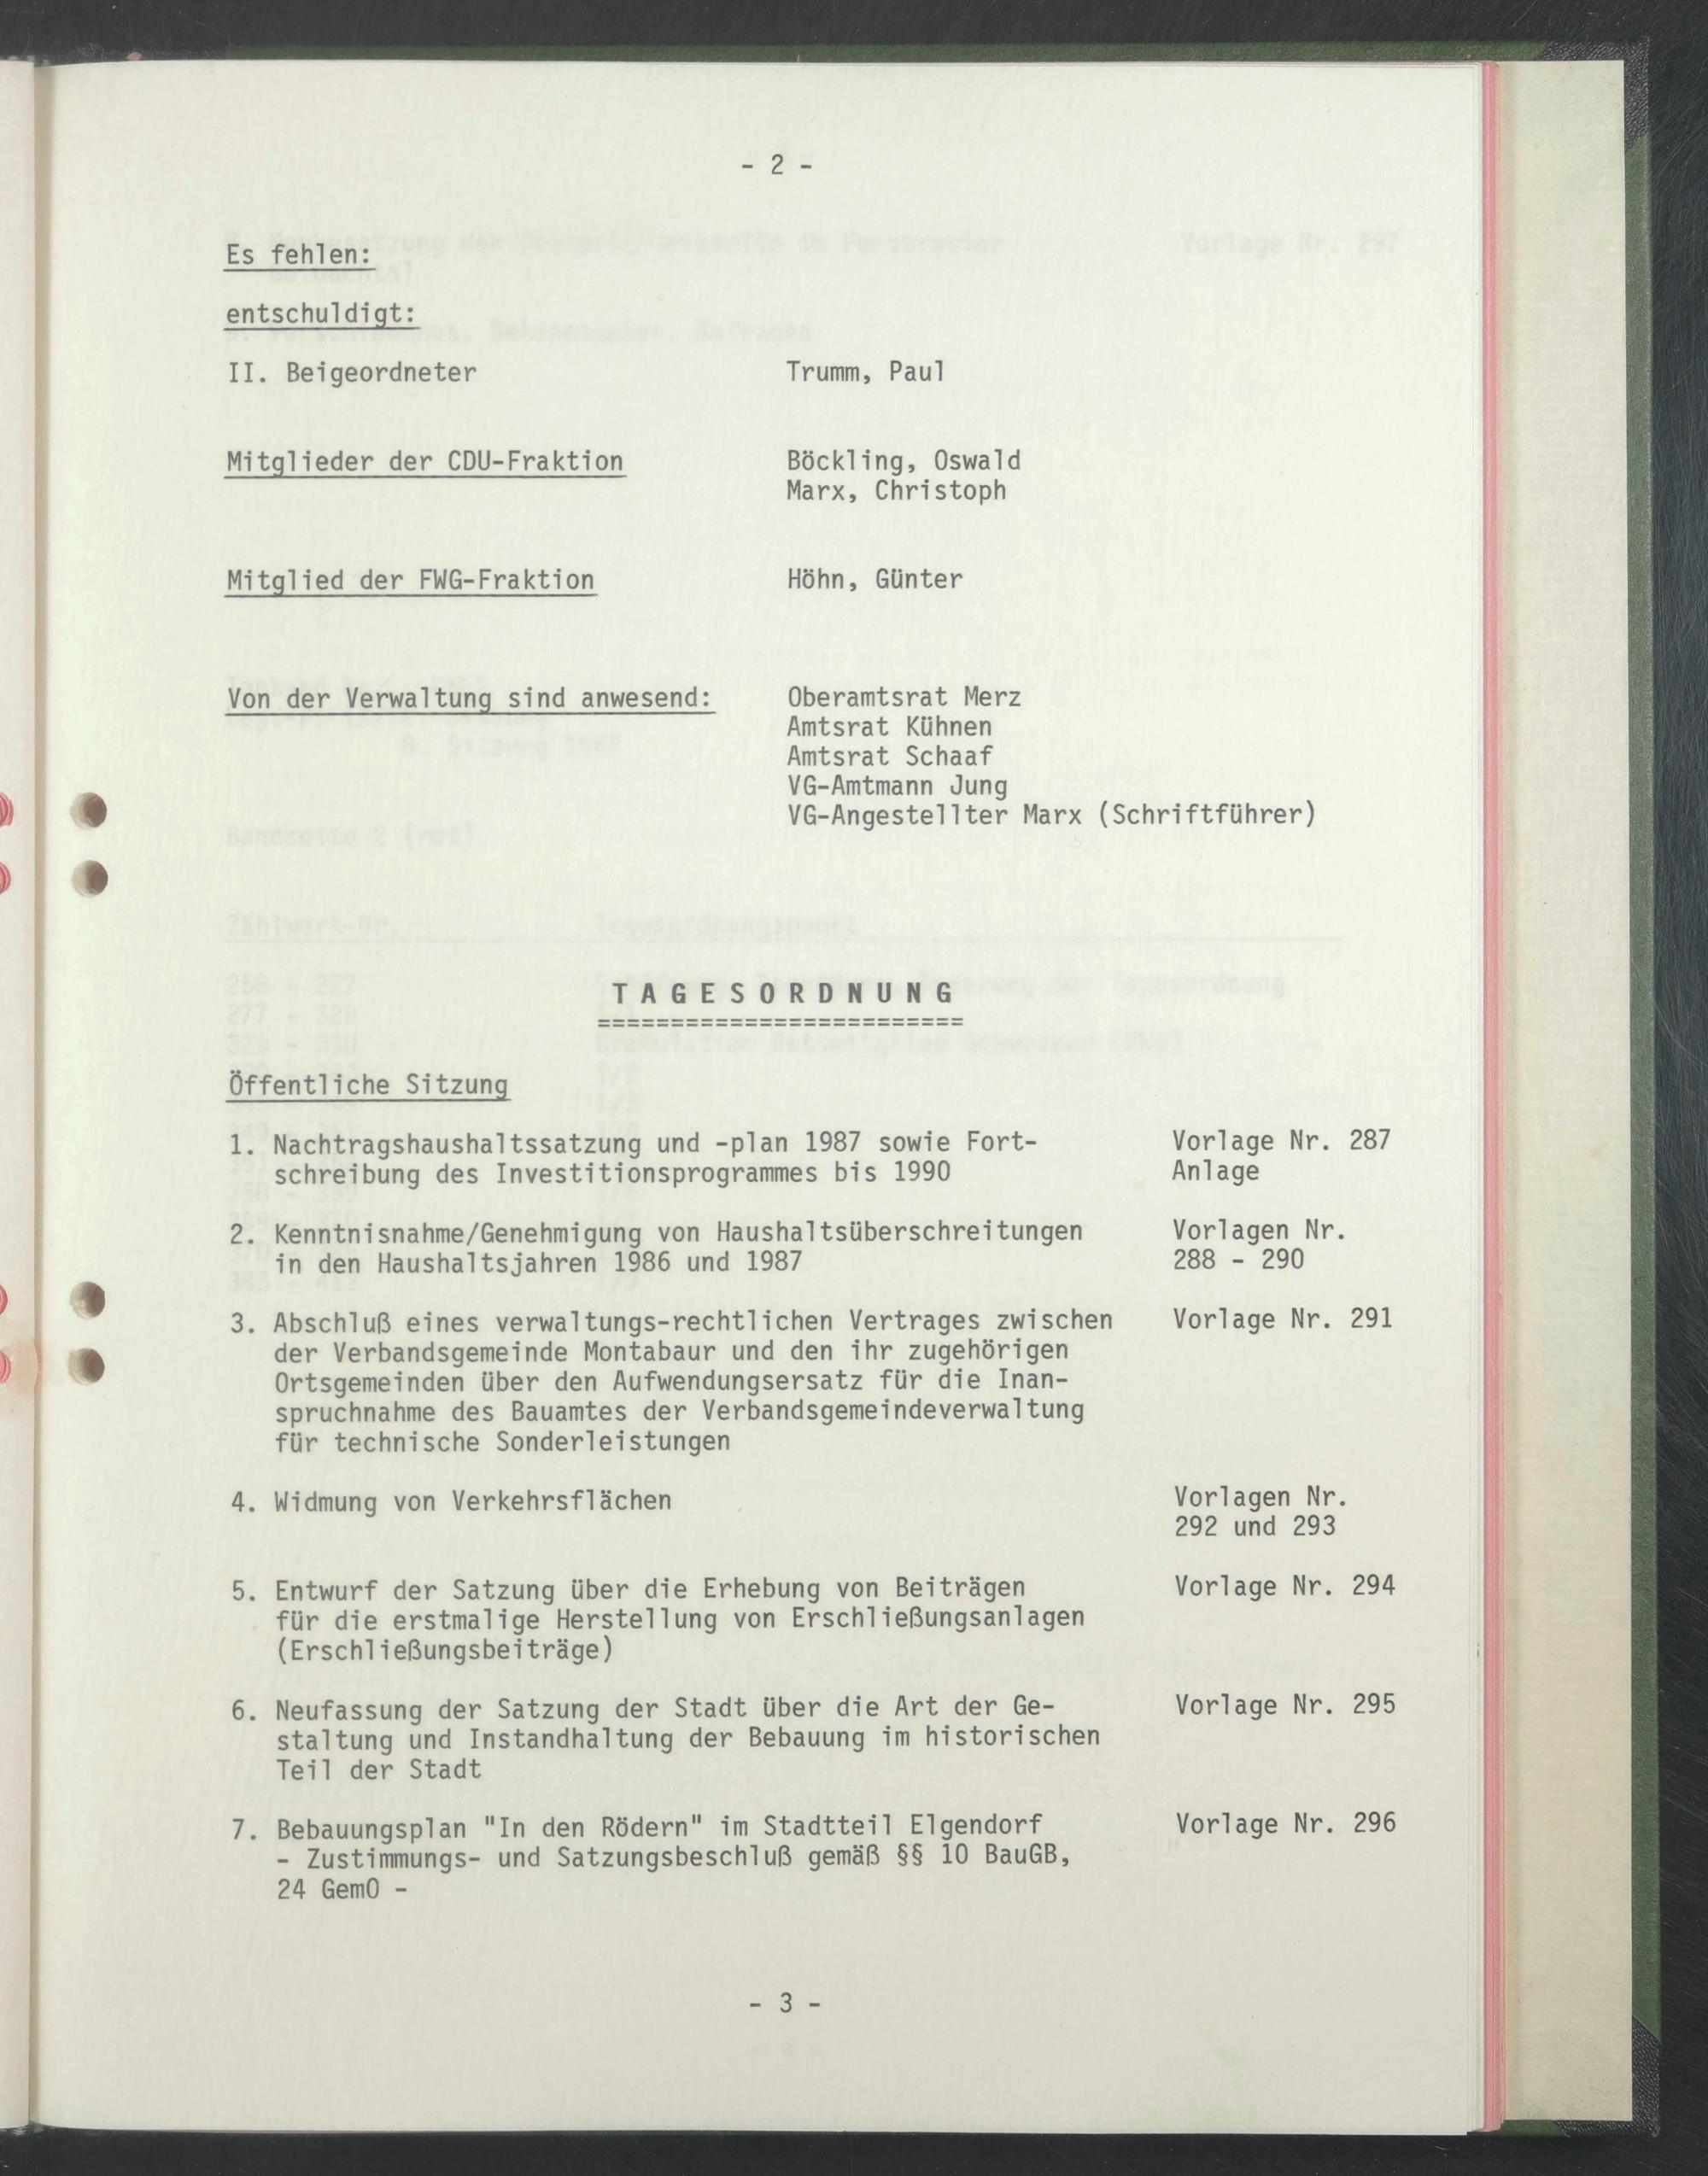 - 2 -
Es fehlen:
entschuldigt:
II. Beigeordneter Trumm, Paul
Mitglieder der CDU-Fraktion Böckling, Oswald
Marx, Christoph
Mitglied der FWG-Fraktion Höhn, Günter
Von der Verwaltung sind anwesend: Oberamtsrat Merz
Amtsrat Kühnen
Amtsrat Schaaf
VG-Amtmann Jung
VG-Angestellter Marx (Schriftführer)
T A G E S O R D N U N G
=========================
Öffentliche Sitzung
1. Nachtragshaushaltssatzung und -plan 1987 sowie Fort- Vorlage Nr. 287
schreibung des Investitionsprogrammes bis 1990 Anlage
2. Kenntnisnahme/Genehmigung von Haushaltsüberschreitungen Vorlagen Nr.
in den Haushaltsjahren 1986 und 1987 288 - 290
3. Abschluß eines verwaltungs-rechtlichen Vertrages zwischen Vorlage Nr. 291
der Verbandsgemeinde Montabaur und den ihr zugehörigen
Ortsgemeinden über den Aufwendungsersatz für die Inan-
spruchnahme des Bauamtes der Verbandsgemeindeverwaltung
für technische Sonderleistungen
4. Widmung von Verkehrsflächen Vorlagen Nr.
292 und 293
5. Entwurf der Satzung über die Erhebung von Beiträgen Vorlage Nr. 294
für die erstmalige Herstellung von Erschließungsanlagen
(Erschließungsbeiträge)
6. Neufassung der Satzung der Stadt über die Art der Ge- Vorlage Nr. 295
staltung und Instandhaltung der Bebauung im historischen
Teil der Stadt
7. Bebauungsplan "In den Rödern" im Stadtteil Elgendorf Vorlage Nr. 296
- Zustimmungs- und Satzungsbeschluß gemäß §§ 10 BauGB,
24 GemO -
- 3 -